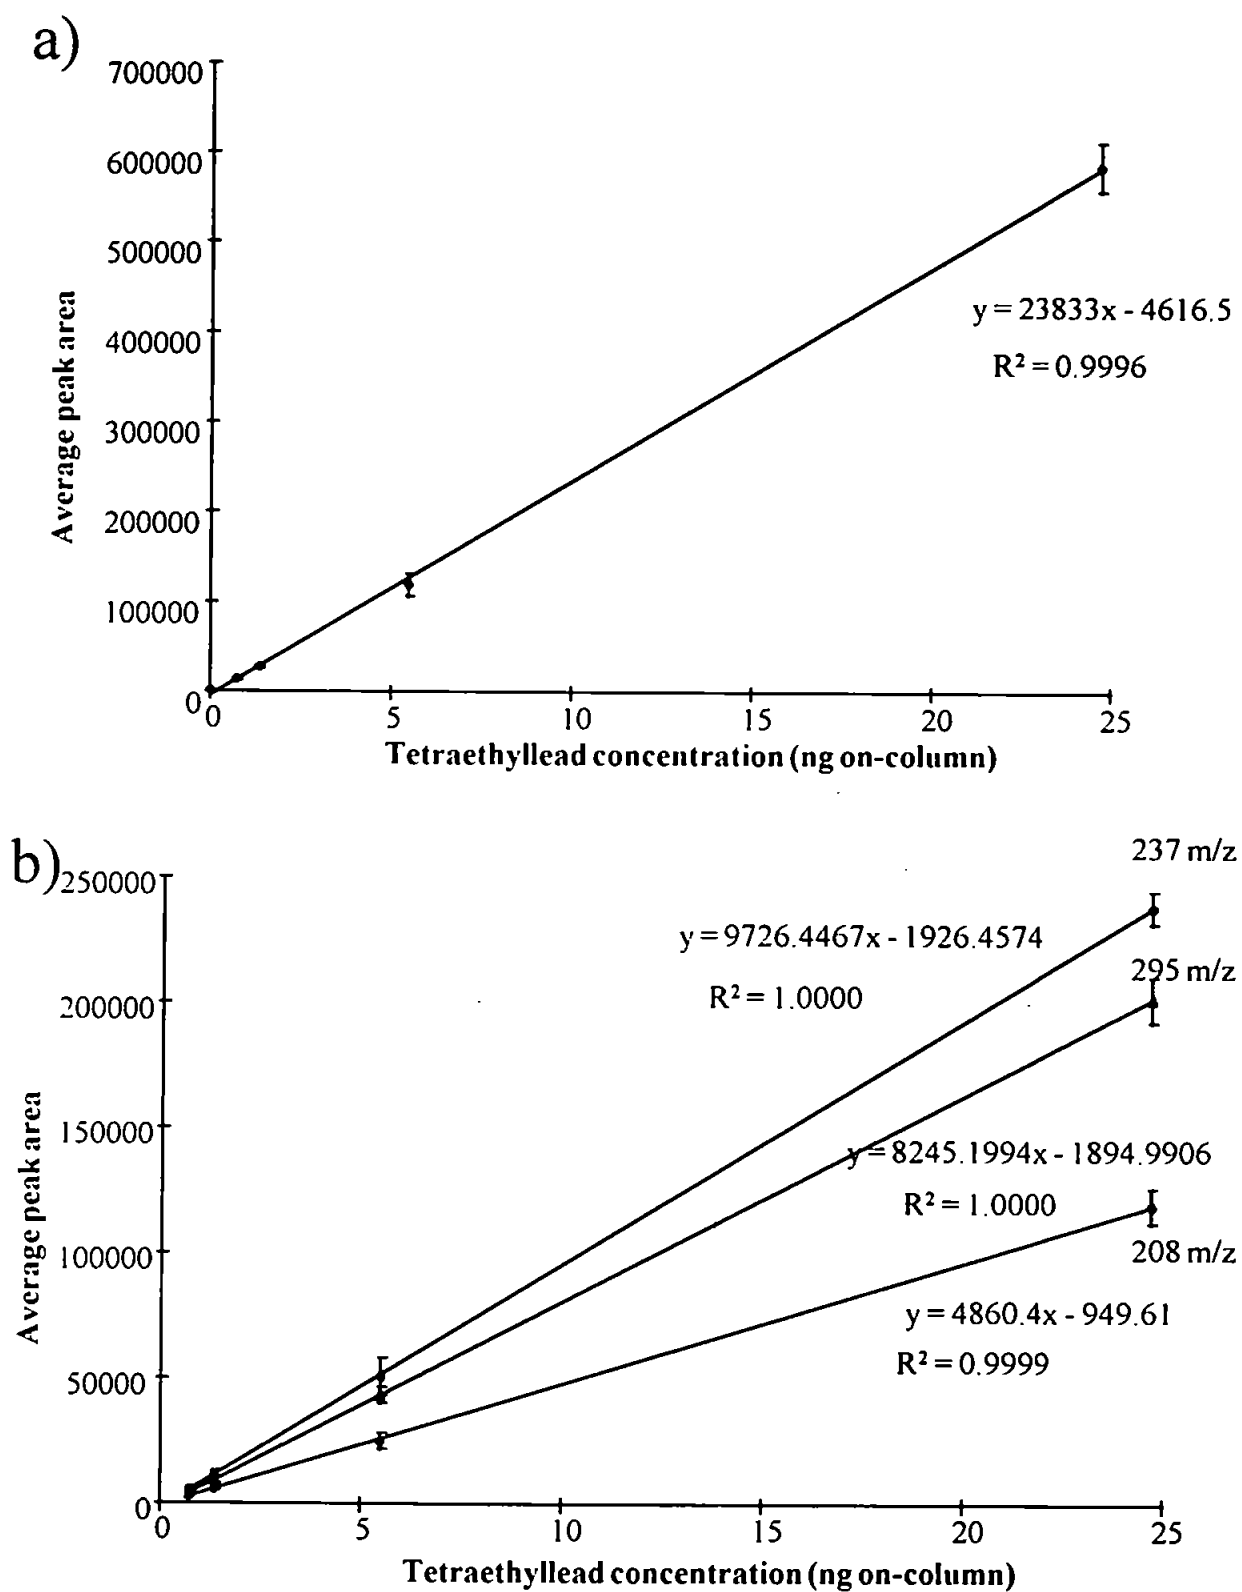 a)
700000
600000
500000
400000
300000
200000
100000
0
Average peak area
y = 23833x - 4616.5
R² = 0.9996
0 5 10 15 20 25
Tetraethyllead concentration (ng on-column)
b)
250000
200000
150000
100000
50000
0
Average peak area
237 m/z
y = 9726.4467x - 1926.4574
R² = 1.0000
295 m/z
y = 8245.1994x - 1894.9906
R² = 1.0000
208 m/z
y = 4860.4x - 949.61
R² = 0.9999
0 5 10 15 20 25
Tetraethyllead concentration (ng on-column)